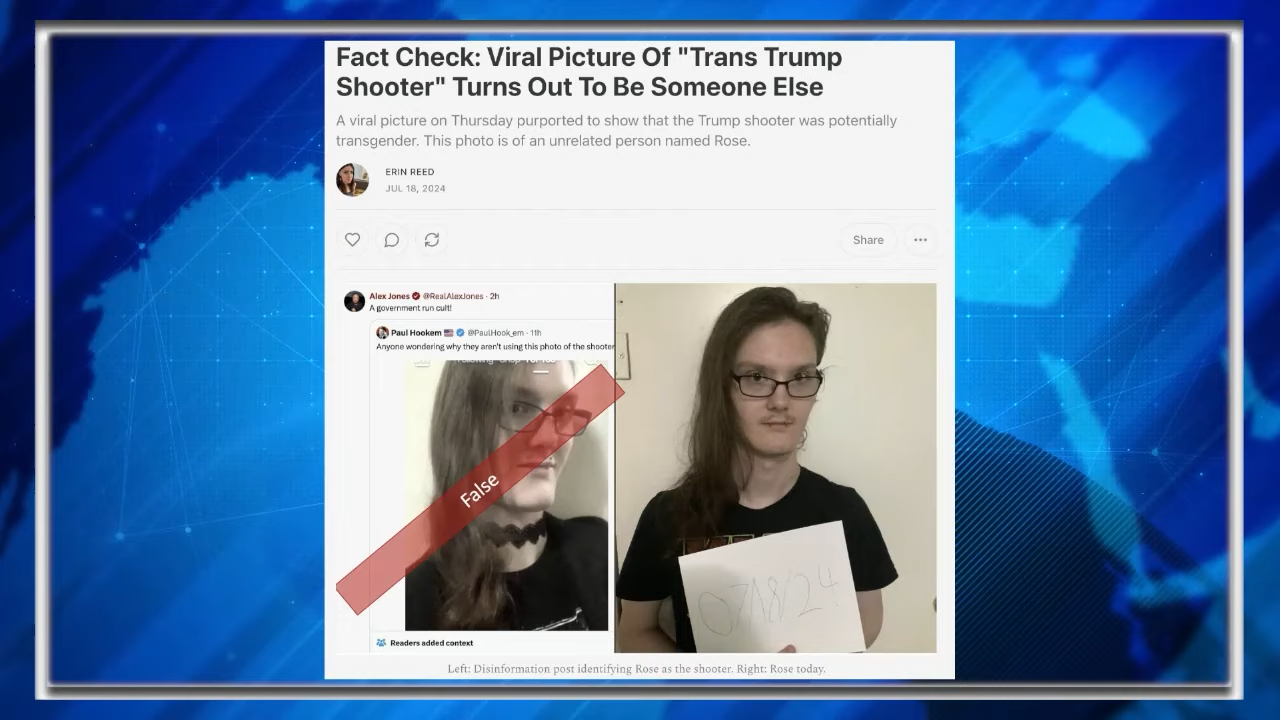 Fact Check: Viral Picture Of "Trans Trump
Shooter" Turns Out To Be Someone Else
A viral picture on Thursday purported to show that the Trump shooter was potentially
transgender. This photo is of an unrelated person named Rose.
ERIN REED
JUL 18, 2024
Share
Alex Jones @RealAlexJones · 2h
A government run cult!
Paul Hookem @PaulHook_em · 11h
Anyone wondering why they aren't using this photo of the shooter
False
07/18/24
Readers added context
Left: Disinformation post identifying Rose as the shooter. Right: Rose today.